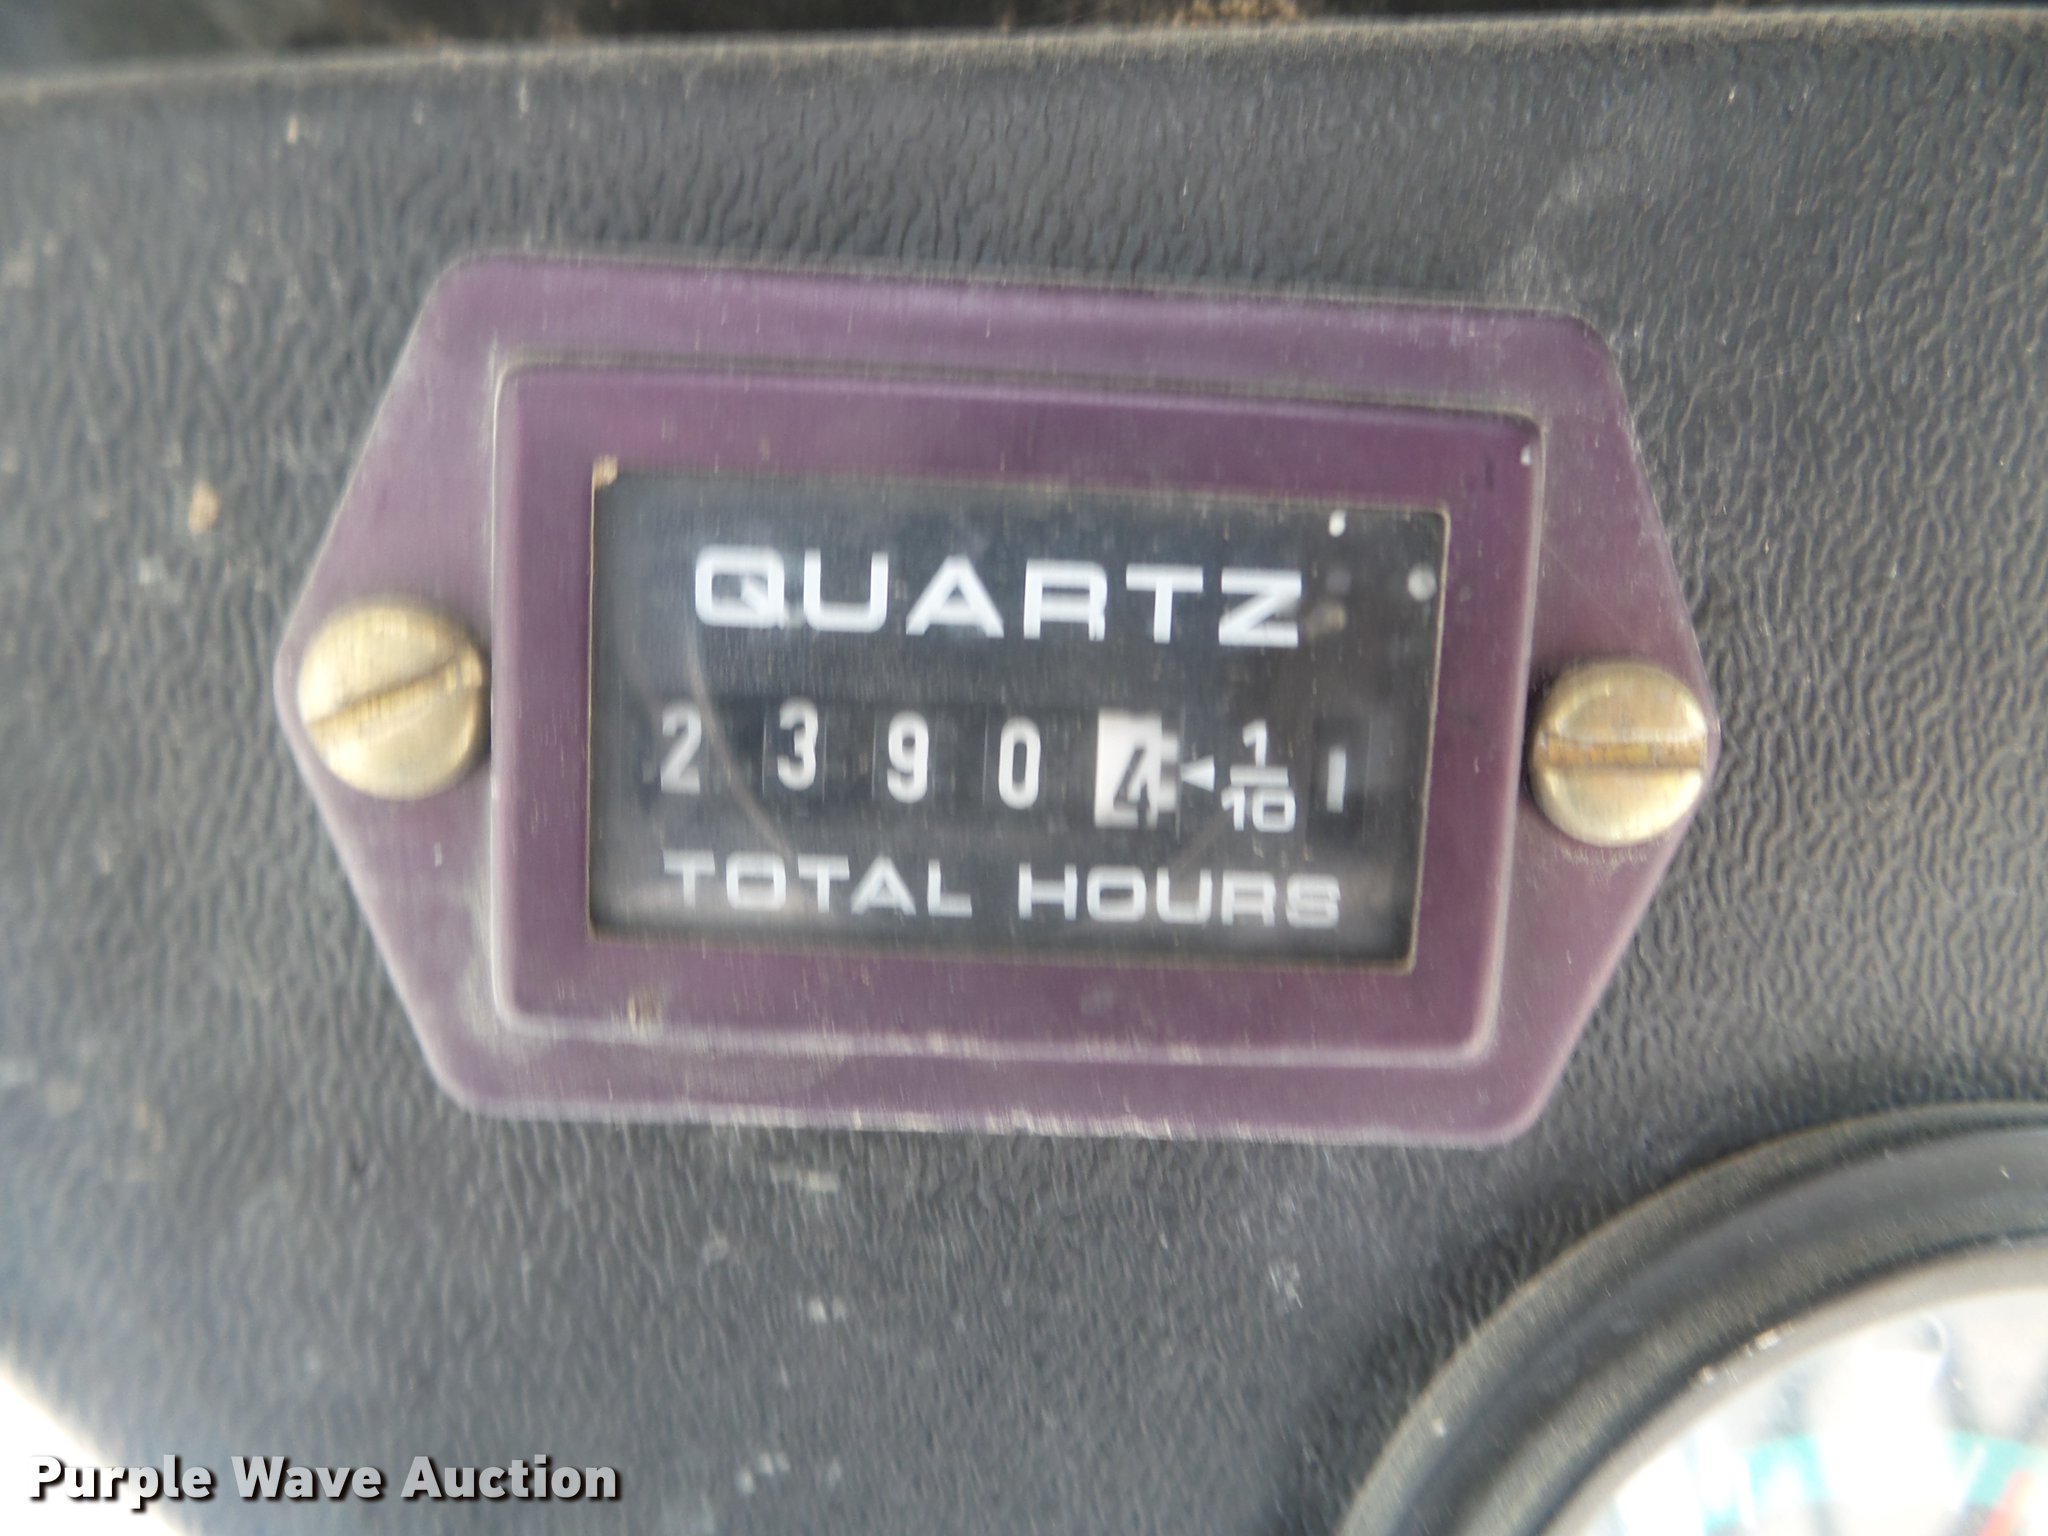 QUARTZ
2 3 9 0 4 1/10
TOTAL HOURS
Purple Wave Auction